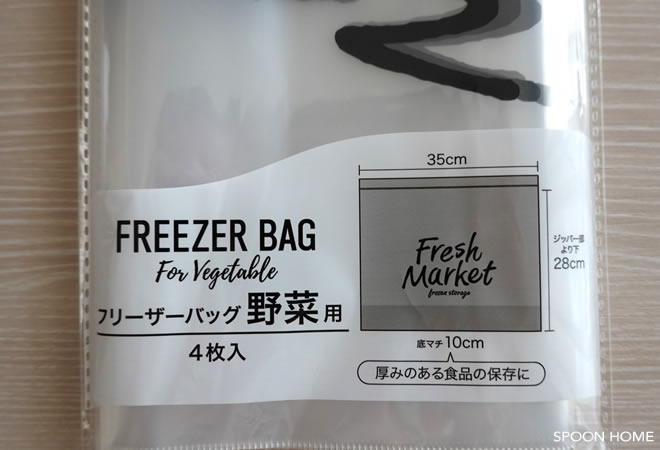 FREEZER BAG
For Vegetable
フリーザーバッグ 野菜用
4枚入
35cm
ジッパー部
より下
28cm
Fresh
Market
frozen storage
底マチ 10cm
厚みのある食品の保存に
SPOON HOME